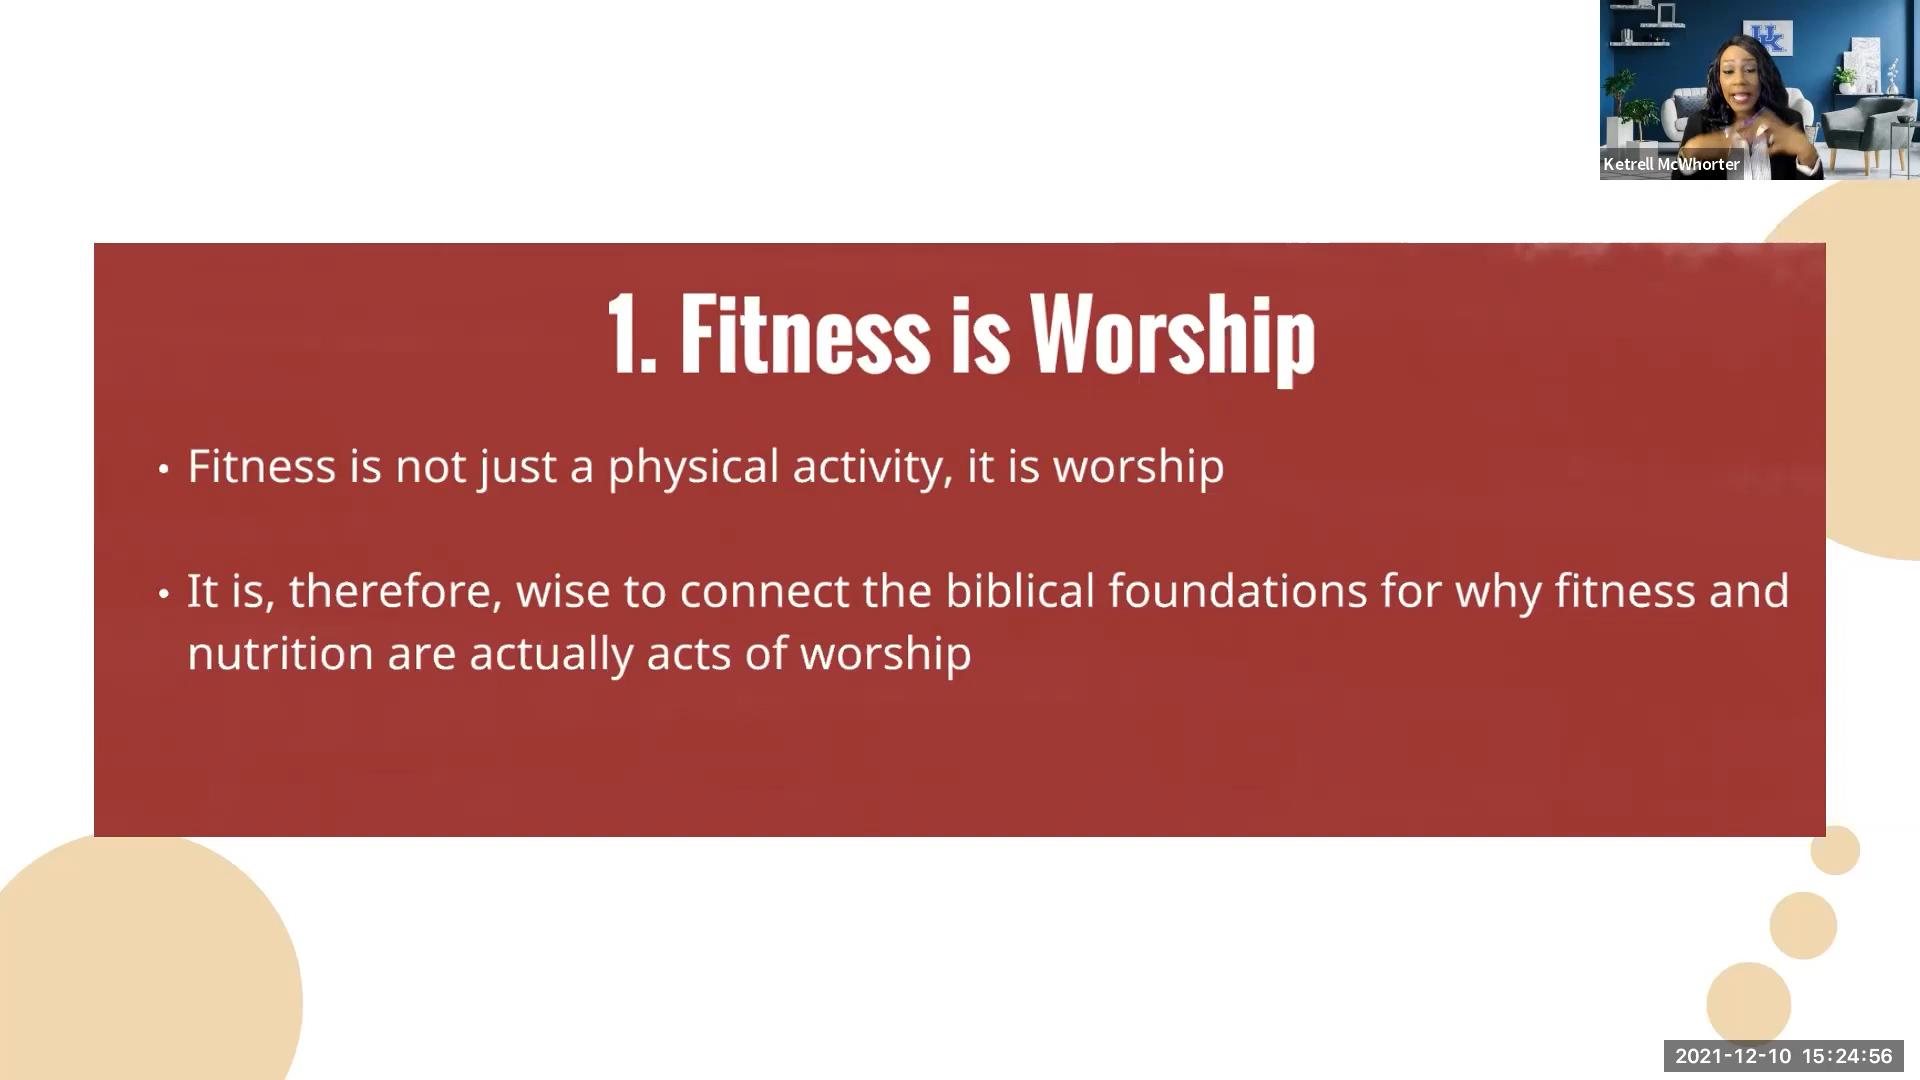 UK
Ketrell McWhorter
1. Fitness is Worship
• Fitness is not just a physical activity, it is worship
• It is, therefore, wise to connect the biblical foundations for why fitness and
nutrition are actually acts of worship
2021-12-10 15:24:56